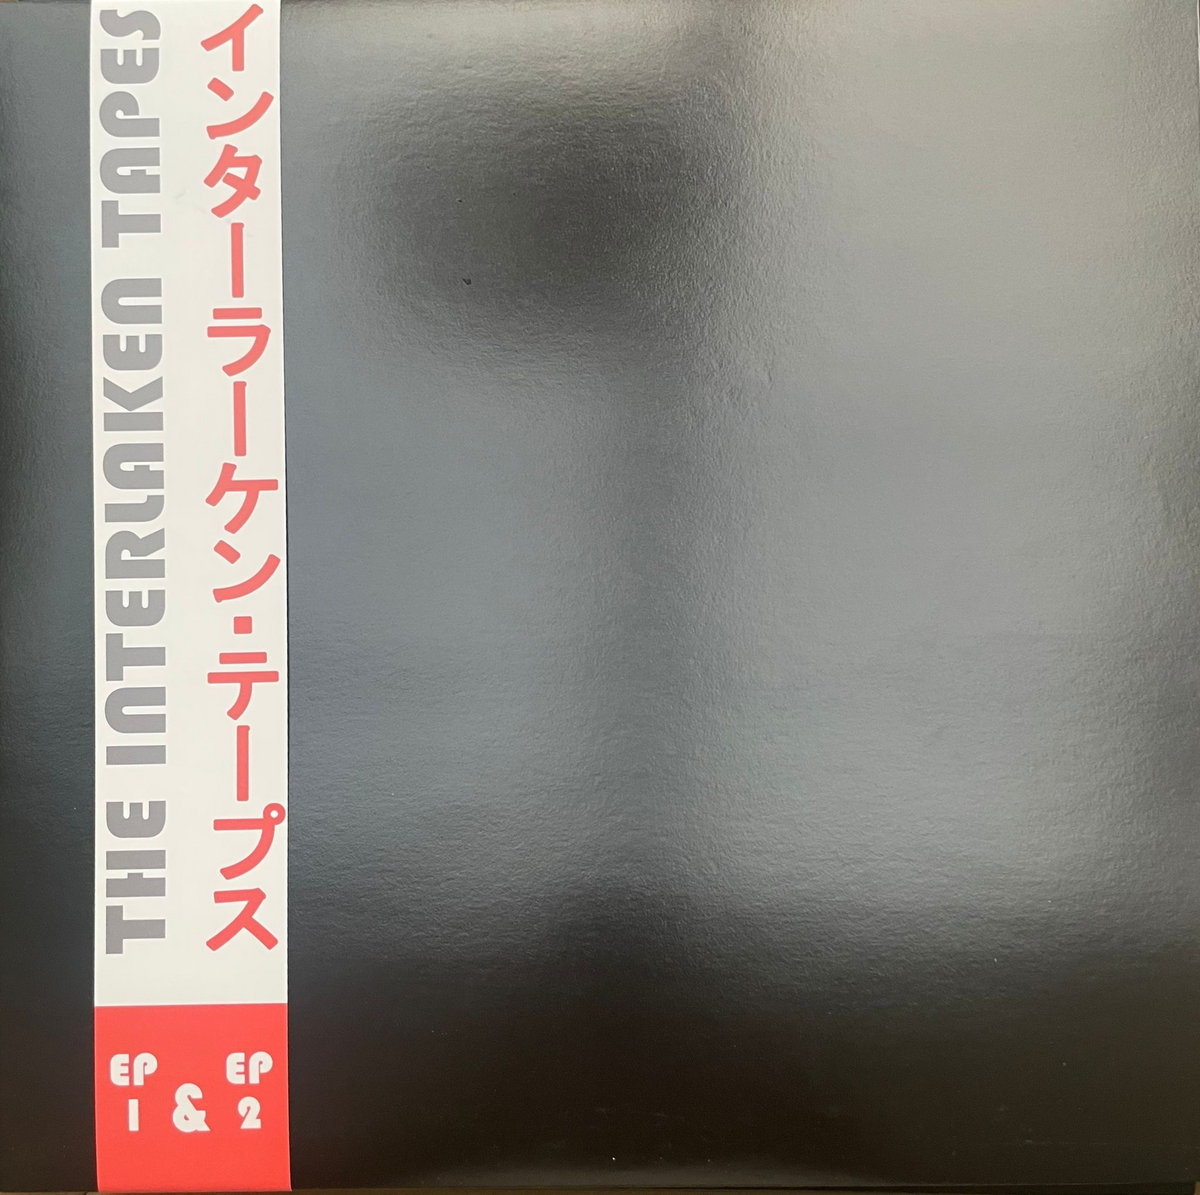 THE INTERLAKEN TAPES
インターラーケン・テープス
EP 1 & EP 2